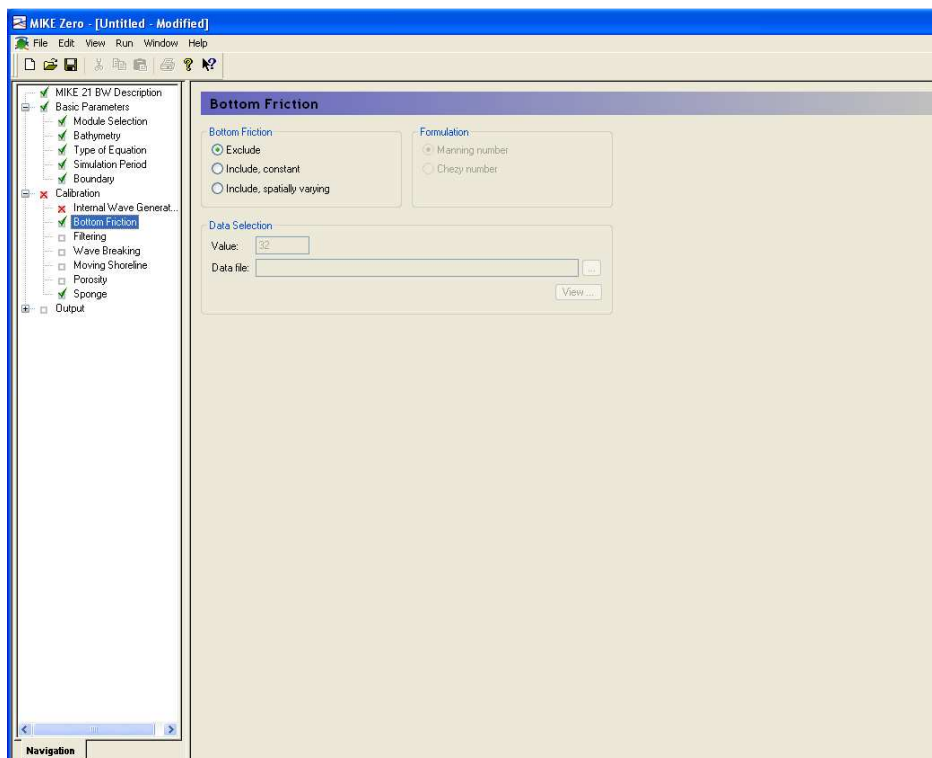 MIKE Zero - [Untitled - Modified]
File Edit View Run Window Help
MIKE 21 BW Description
Basic Parameters
Module Selection
Bathymetry
Type of Equation
Simulation Period
Boundary
Calibration
Internal Wave Generat...
Bottom Friction
Filtering
Wave Breaking
Moving Shoreline
Porosity
Sponge
Output
Navigation
Bottom Friction
Bottom Friction
Exclude
Include, constant
Include, spatially varying
Formulation
Manning number
Chezy number
Data Selection
Value: 32
Data file: ...
View ...